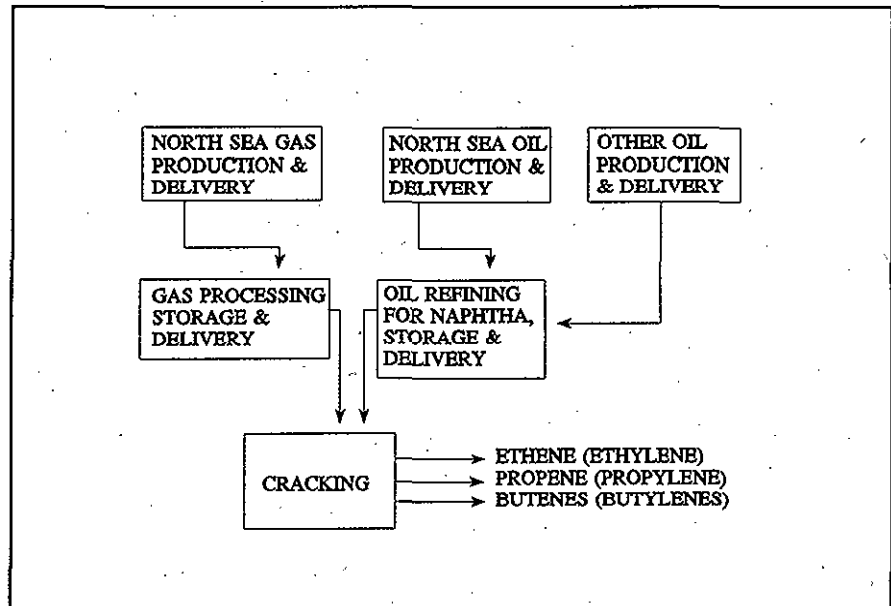 NORTH SEA GAS
PRODUCTION &
DELIVERY
NORTH SEA OIL
PRODUCTION &
DELIVERY
OTHER OIL
PRODUCTION
& DELIVERY
GAS PROCESSING
STORAGE &
DELIVERY
OIL REFINING
FOR NAPHTHA,
STORAGE &
DELIVERY
CRACKING
ETHENE (ETHYLENE)
PROPENE (PROPYLENE)
BUTENES (BUTYLENES)